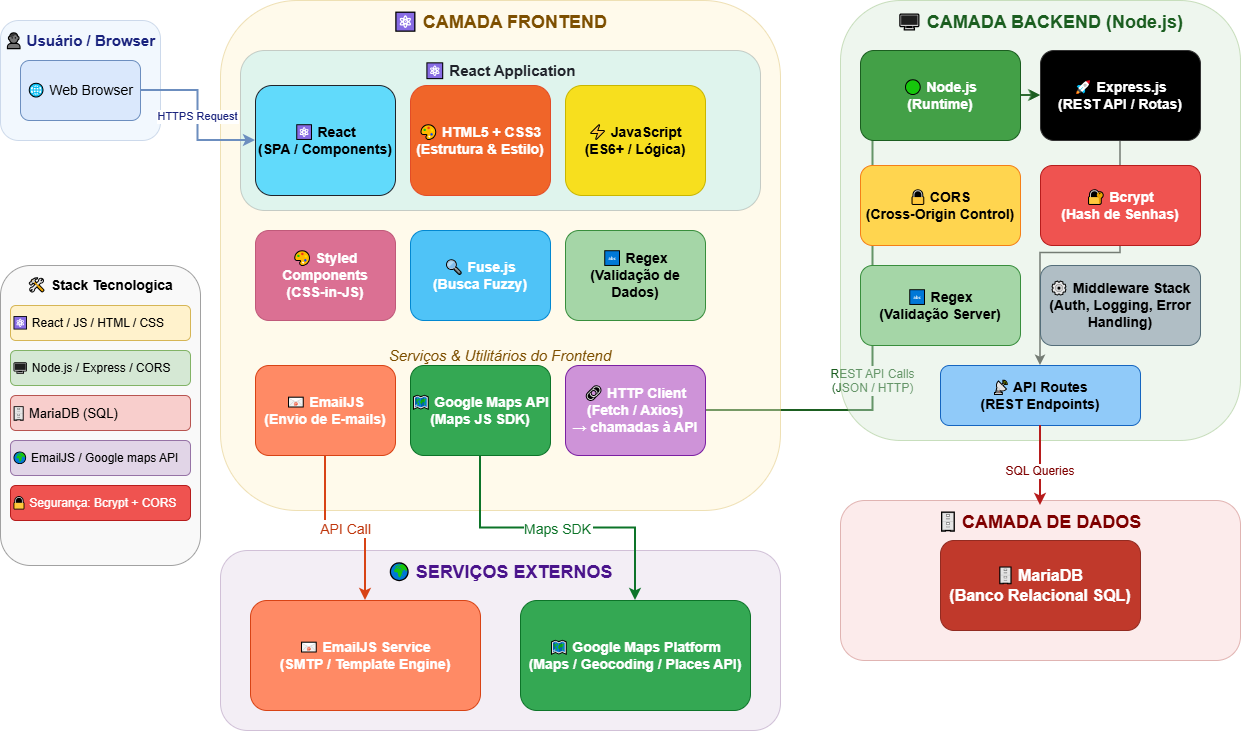 Usuário / Browser
Web Browser
HTTPS Request
CAMADA FRONTEND
React Application
React
(SPA / Components)
HTML5 + CSS3
(Estrutura & Estilo)
JavaScript
(ES6+ / Lógica)
Styled
Components
(CSS-in-JS)
Fuse.js
(Busca Fuzzy)
Regex
(Validação de
Dados)
Serviços & Utilitários do Frontend
EmailJS
(Envio de E-mails)
Google Maps API
(Maps JS SDK)
HTTP Client
(Fetch / Axios)
→ chamadas à API
API Call
Maps SDK
REST API Calls
(JSON / HTTP)
CAMADA BACKEND (Node.js)
Node.js
(Runtime)
Express.js
(REST API / Rotas)
CORS
(Cross-Origin Control)
Bcrypt
(Hash de Senhas)
Regex
(Validação Server)
Middleware Stack
(Auth, Logging, Error
Handling)
API Routes
(REST Endpoints)
SQL Queries
CAMADA DE DADOS
MariaDB
(Banco Relacional SQL)
SERVIÇOS EXTERNOS
EmailJS Service
(SMTP / Template Engine)
Google Maps Platform
(Maps / Geocoding / Places API)
Stack Tecnologica
React / JS / HTML / CSS
Node.js / Express / CORS
MariaDB (SQL)
EmailJS / Google maps API
Segurança: Bcrypt + CORS